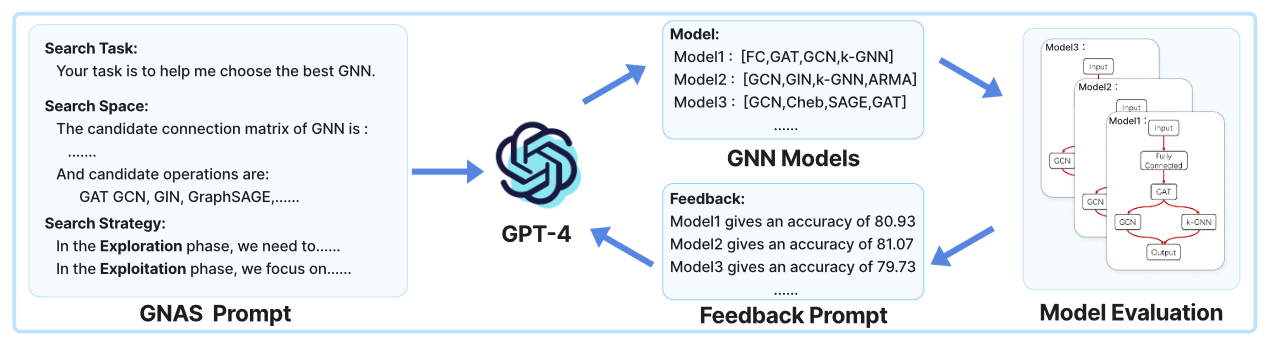 Search Task:
Your task is to help me choose the best GNN.
Search Space:
The candidate connection matrix of GNN is :
.......
And candidate operations are:
GAT GCN, GIN, GraphSAGE,......
Search Strategy:
In the Exploration phase, we need to......
In the Exploitation phase, we focus on......
GNAS Prompt
GPT-4
Model:
Model1 : [FC,GAT,GCN,k-GNN]
Model2 : [GCN,GIN,k-GNN,ARMA]
Model3 : [GCN,Cheb,SAGE,GAT]
......
GNN Models
Feedback:
Model1 gives an accuracy of 80.93
Model2 gives an accuracy of 81.07
Model3 gives an accuracy of 79.73
......
Feedback Prompt
Model3 :
Input
GCN
Model2 :
Input
GCN
Model1 :
Input
Fully
Connected
GAT
GCN
k-GNN
Output
Model Evaluation